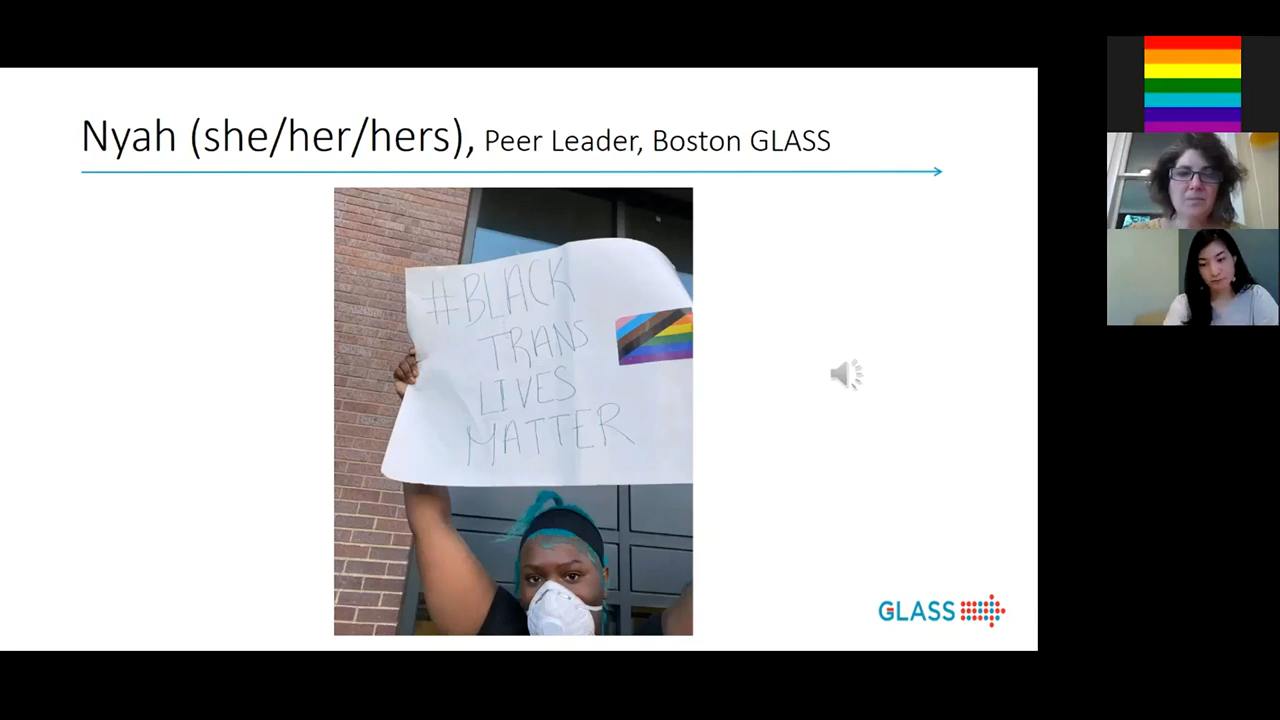 Nyah (she/her/hers), Peer Leader, Boston GLASS
#BLACK
TRANS
LIVES
MATTER
GLASS